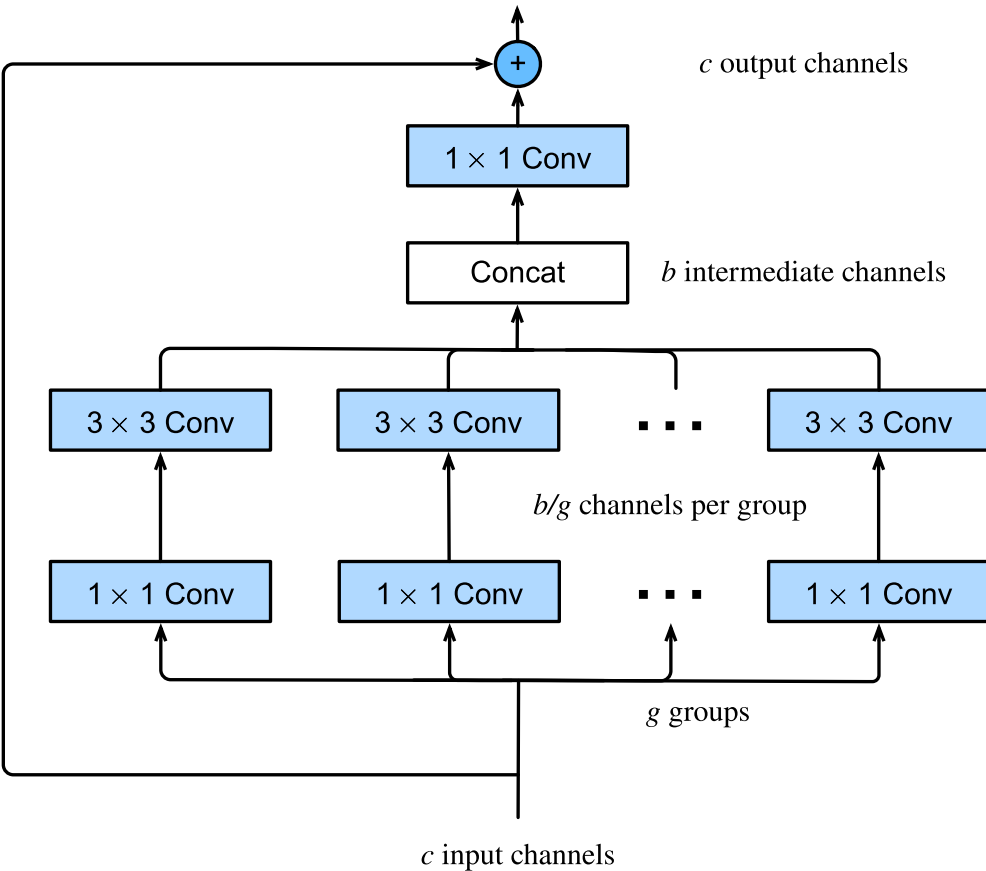 +
c output channels
1 × 1 Conv
Concat
b intermediate channels
3 × 3 Conv
3 × 3 Conv
...
3 × 3 Conv
b/g channels per group
1 × 1 Conv
1 × 1 Conv
...
1 × 1 Conv
g groups
c input channels